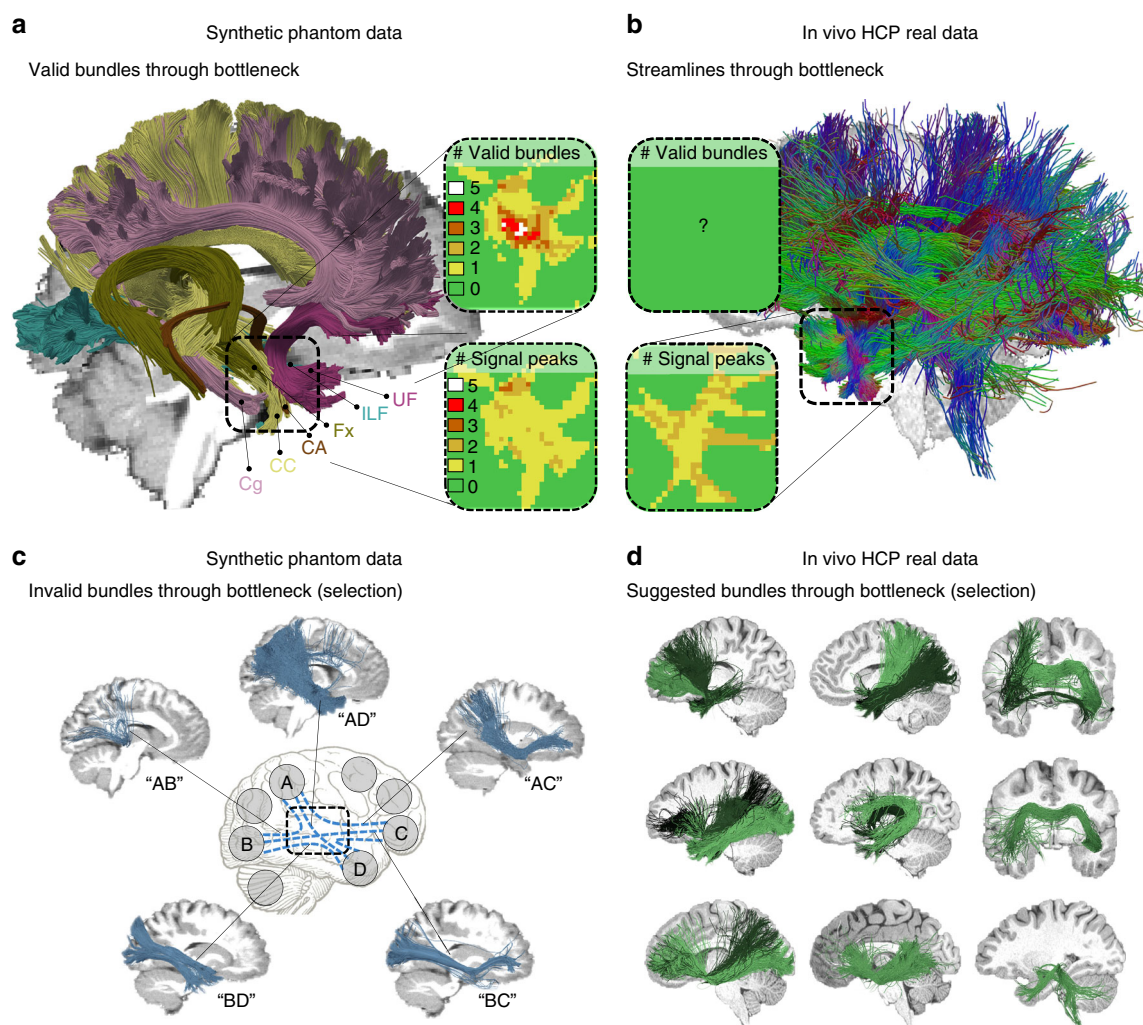 a
Synthetic phantom data
Valid bundles through bottleneck
# Valid bundles
5
4
3
2
1
0
# Signal peaks
5
4
3
2
1
0
UF
ILF
Fx
CA
CC
Cg
b
In vivo HCP real data
Streamlines through bottleneck
# Valid bundles
?
# Signal peaks
c
Synthetic phantom data
Invalid bundles through bottleneck (selection)
"AD"
"AB"
"AC"
A
B
C
D
"BD"
"BC"
d
In vivo HCP real data
Suggested bundles through bottleneck (selection)